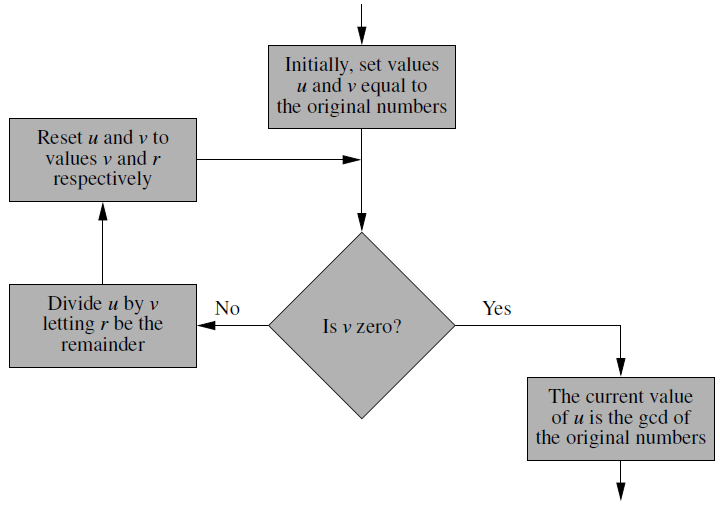 Initially, set values
u and v equal to
the original numbers
Reset u and v to
values v and r
respectively
Divide u by v
letting r be the
remainder
No
Is v zero?
Yes
The current value
of u is the gcd of
the original numbers